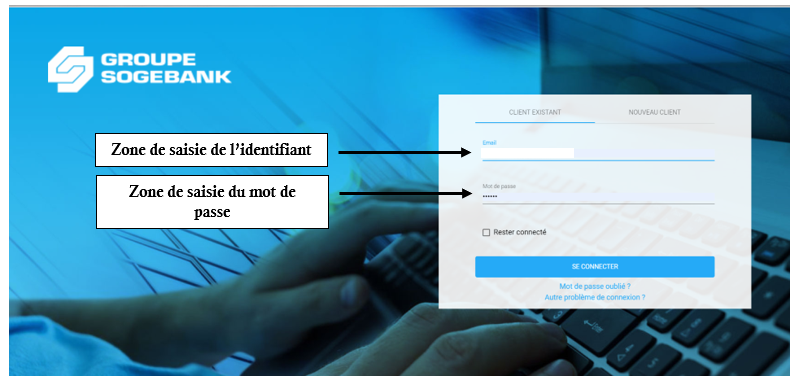 GROUPE
SOGEBANK
CLIENT EXISTANT
NOUVEAU CLIENT
Zone de saisie de l'identifiant
Email
Zone de saisie du mot de
passe
Mot de passe
••••••
Rester connecté
SE CONNECTER
Mot de passe oublié ?
Autre problème de connexion ?